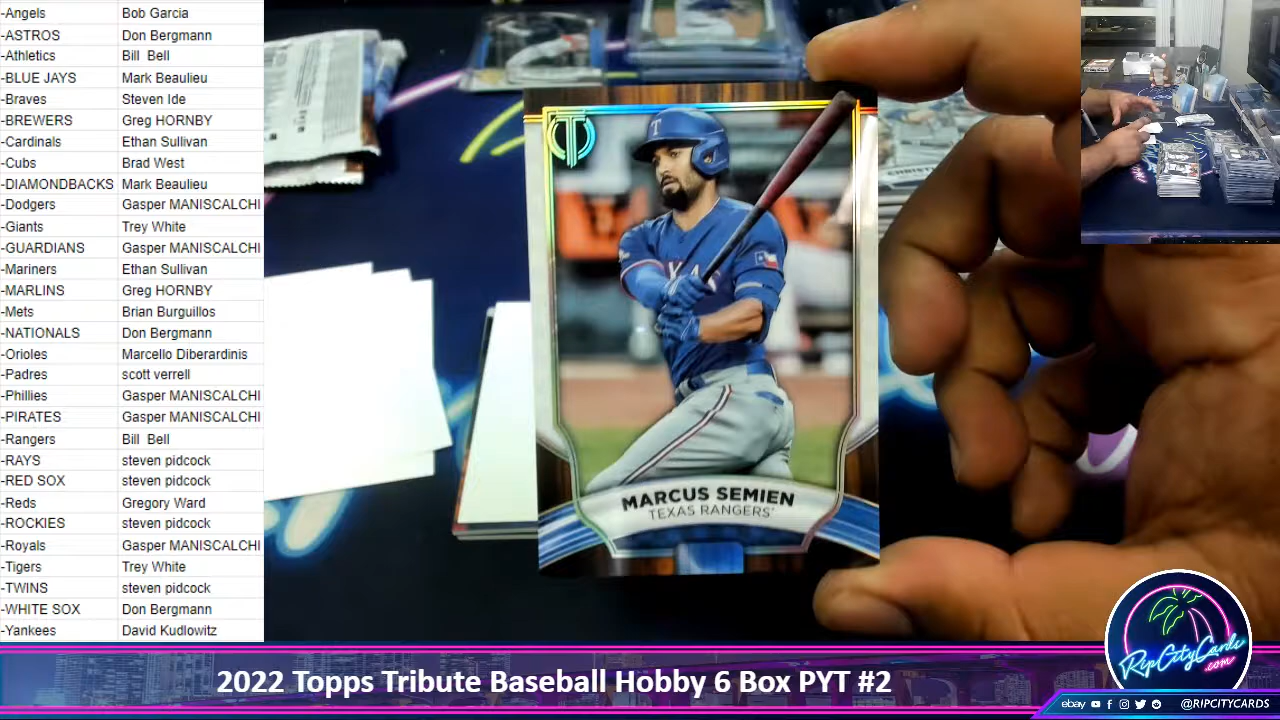 -Angels Bob Garcia
-ASTROS Don Bergmann
-Athletics Bill Bell
-BLUE JAYS Mark Beaulieu
-Braves Steven Ide
-BREWERS Greg HORNBY
-Cardinals Ethan Sullivan
-Cubs Brad West
-DIAMONDBACKS Mark Beaulieu
-Dodgers Gasper MANISCALCHI
-Giants Trey White
-GUARDIANS Gasper MANISCALCHI
-Mariners Ethan Sullivan
-MARLINS Greg HORNBY
-Mets Brian Burguillos
-NATIONALS Don Bergmann
-Orioles Marcello Diberardinis
-Padres scott verrell
-Phillies Gasper MANISCALCHI
-PIRATES Gasper MANISCALCHI
-Rangers Bill Bell
-RAYS steven pidcock
-RED SOX steven pidcock
-Reds Gregory Ward
-ROCKIES steven pidcock
-Royals Gasper MANISCALCHI
-Tigers Trey White
-TWINS steven pidcock
-WHITE SOX Don Bergmann
-Yankees David Kudlowitz
T
MARCUS SEMIEN
TEXAS RANGERS
RipCityCards
.com
2022 Topps Tribute Baseball Hobby 6 Box PYT #2
ebay @RIPCITYCARDS